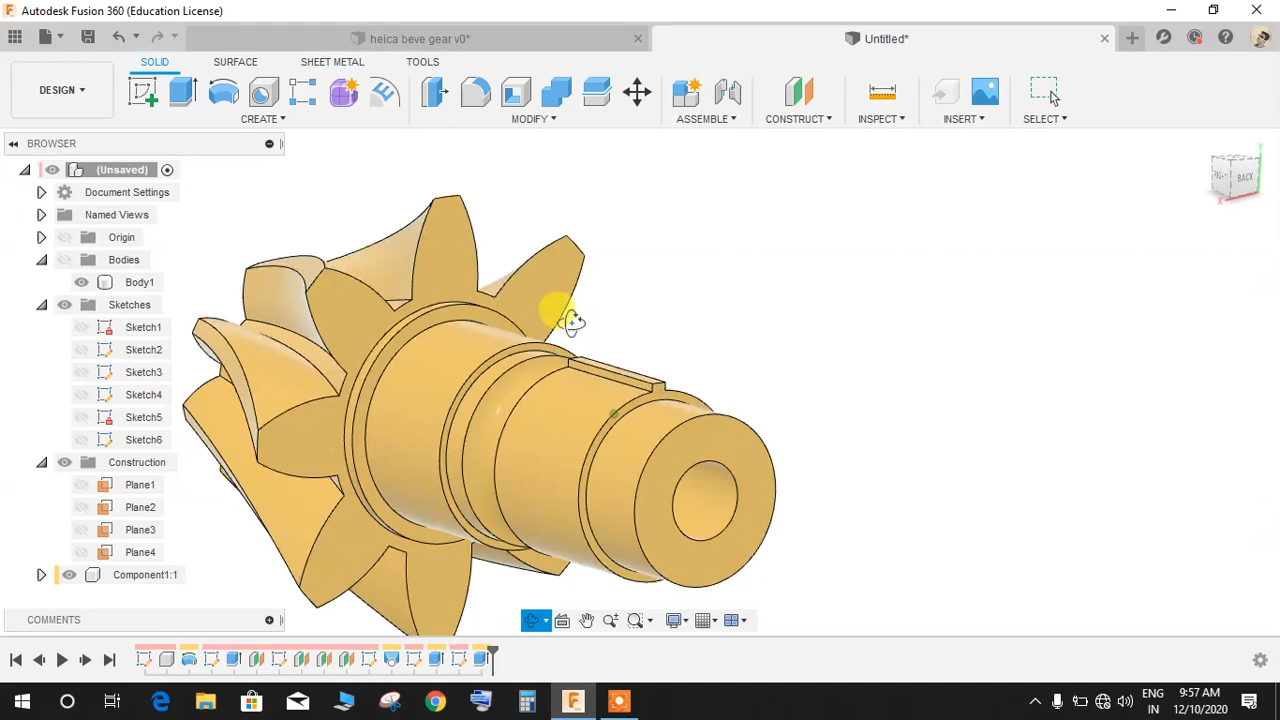 Autodesk Fusion 360 (Education License)
heica beve gear v0*
Untitled*
SOLID SURFACE SHEET METAL TOOLS
DESIGN
CREATE MODIFY ASSEMBLE CONSTRUCT INSPECT INSERT SELECT
BROWSER
(Unsaved)
Document Settings
Named Views
Origin
Bodies
Body1
Sketches
Sketch1
Sketch2
Sketch3
Sketch4
Sketch5
Sketch6
Construction
Plane1
Plane2
Plane3
Plane4
Component1:1
BACK
Y
X
COMMENTS
ENG
IN
9:57 AM
12/10/2020